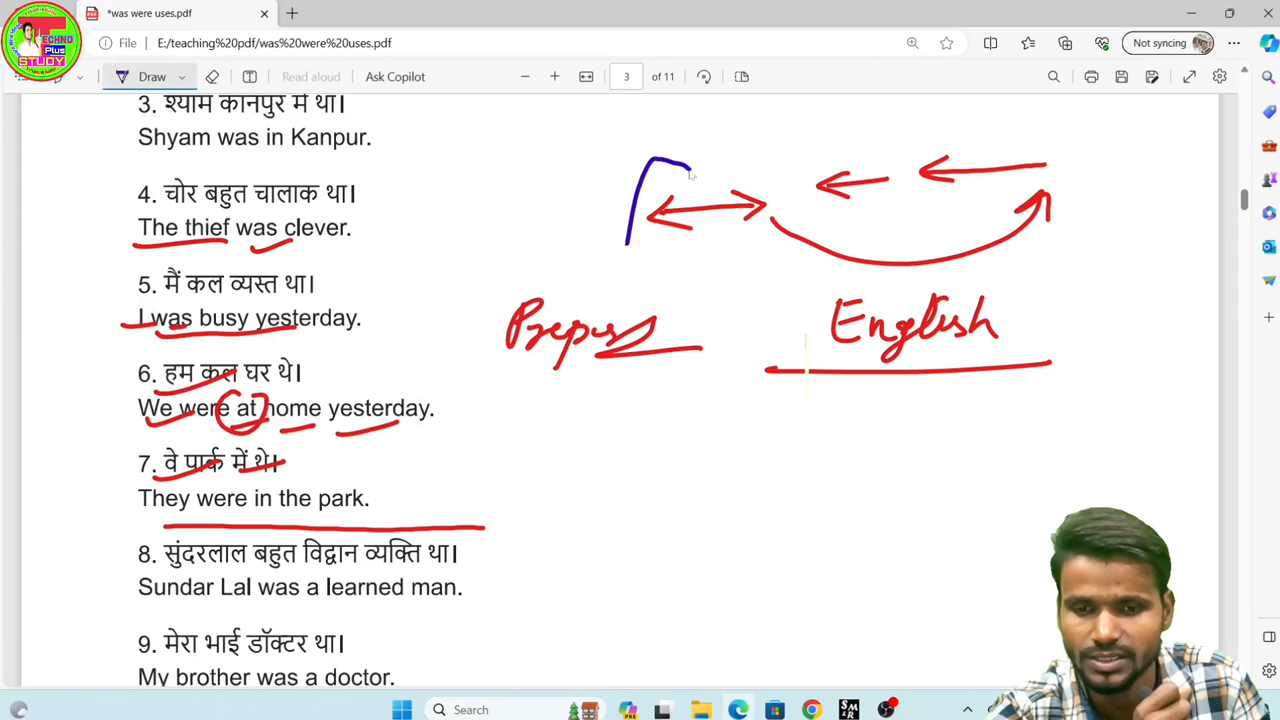 *was were uses.pdf
TECHNO
Plus
STUDY
File
E:/teaching%20pdf/was%20were%20uses.pdf
Not syncing
Draw
Read aloud
Ask Copilot
3 of 11
3. श्याम कानपुर में था।
Shyam was in Kanpur.
4. चोर बहुत चालाक था।
The thief was clever.
5. मैं कल व्यस्त था।
I was busy yesterday.
6. हम कल घर थे।
We were at home yesterday.
7. वे पार्क में थे।
They were in the park.
8. सुंदरलाल बहुत विद्वान व्यक्ति था।
Sundar Lal was a learned man.
9. मेरा भाई डॉक्टर था।
My brother was a doctor.
English
Search